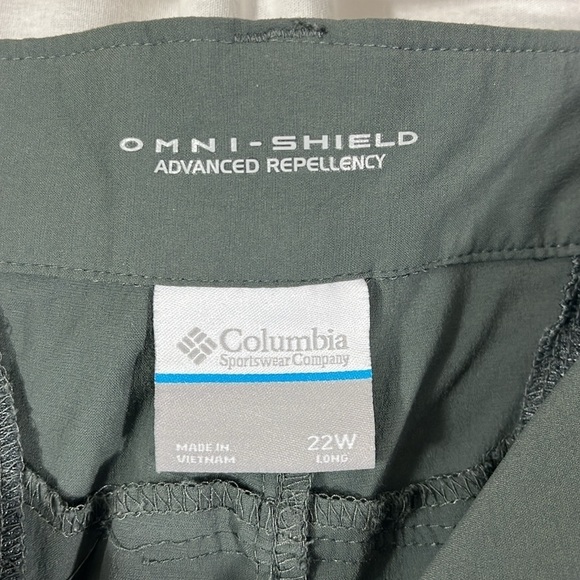 OMNI-SHIELD
ADVANCED REPELLENCY
Columbia
Sportswear Company
MADE IN
VIETNAM
22W
LONG